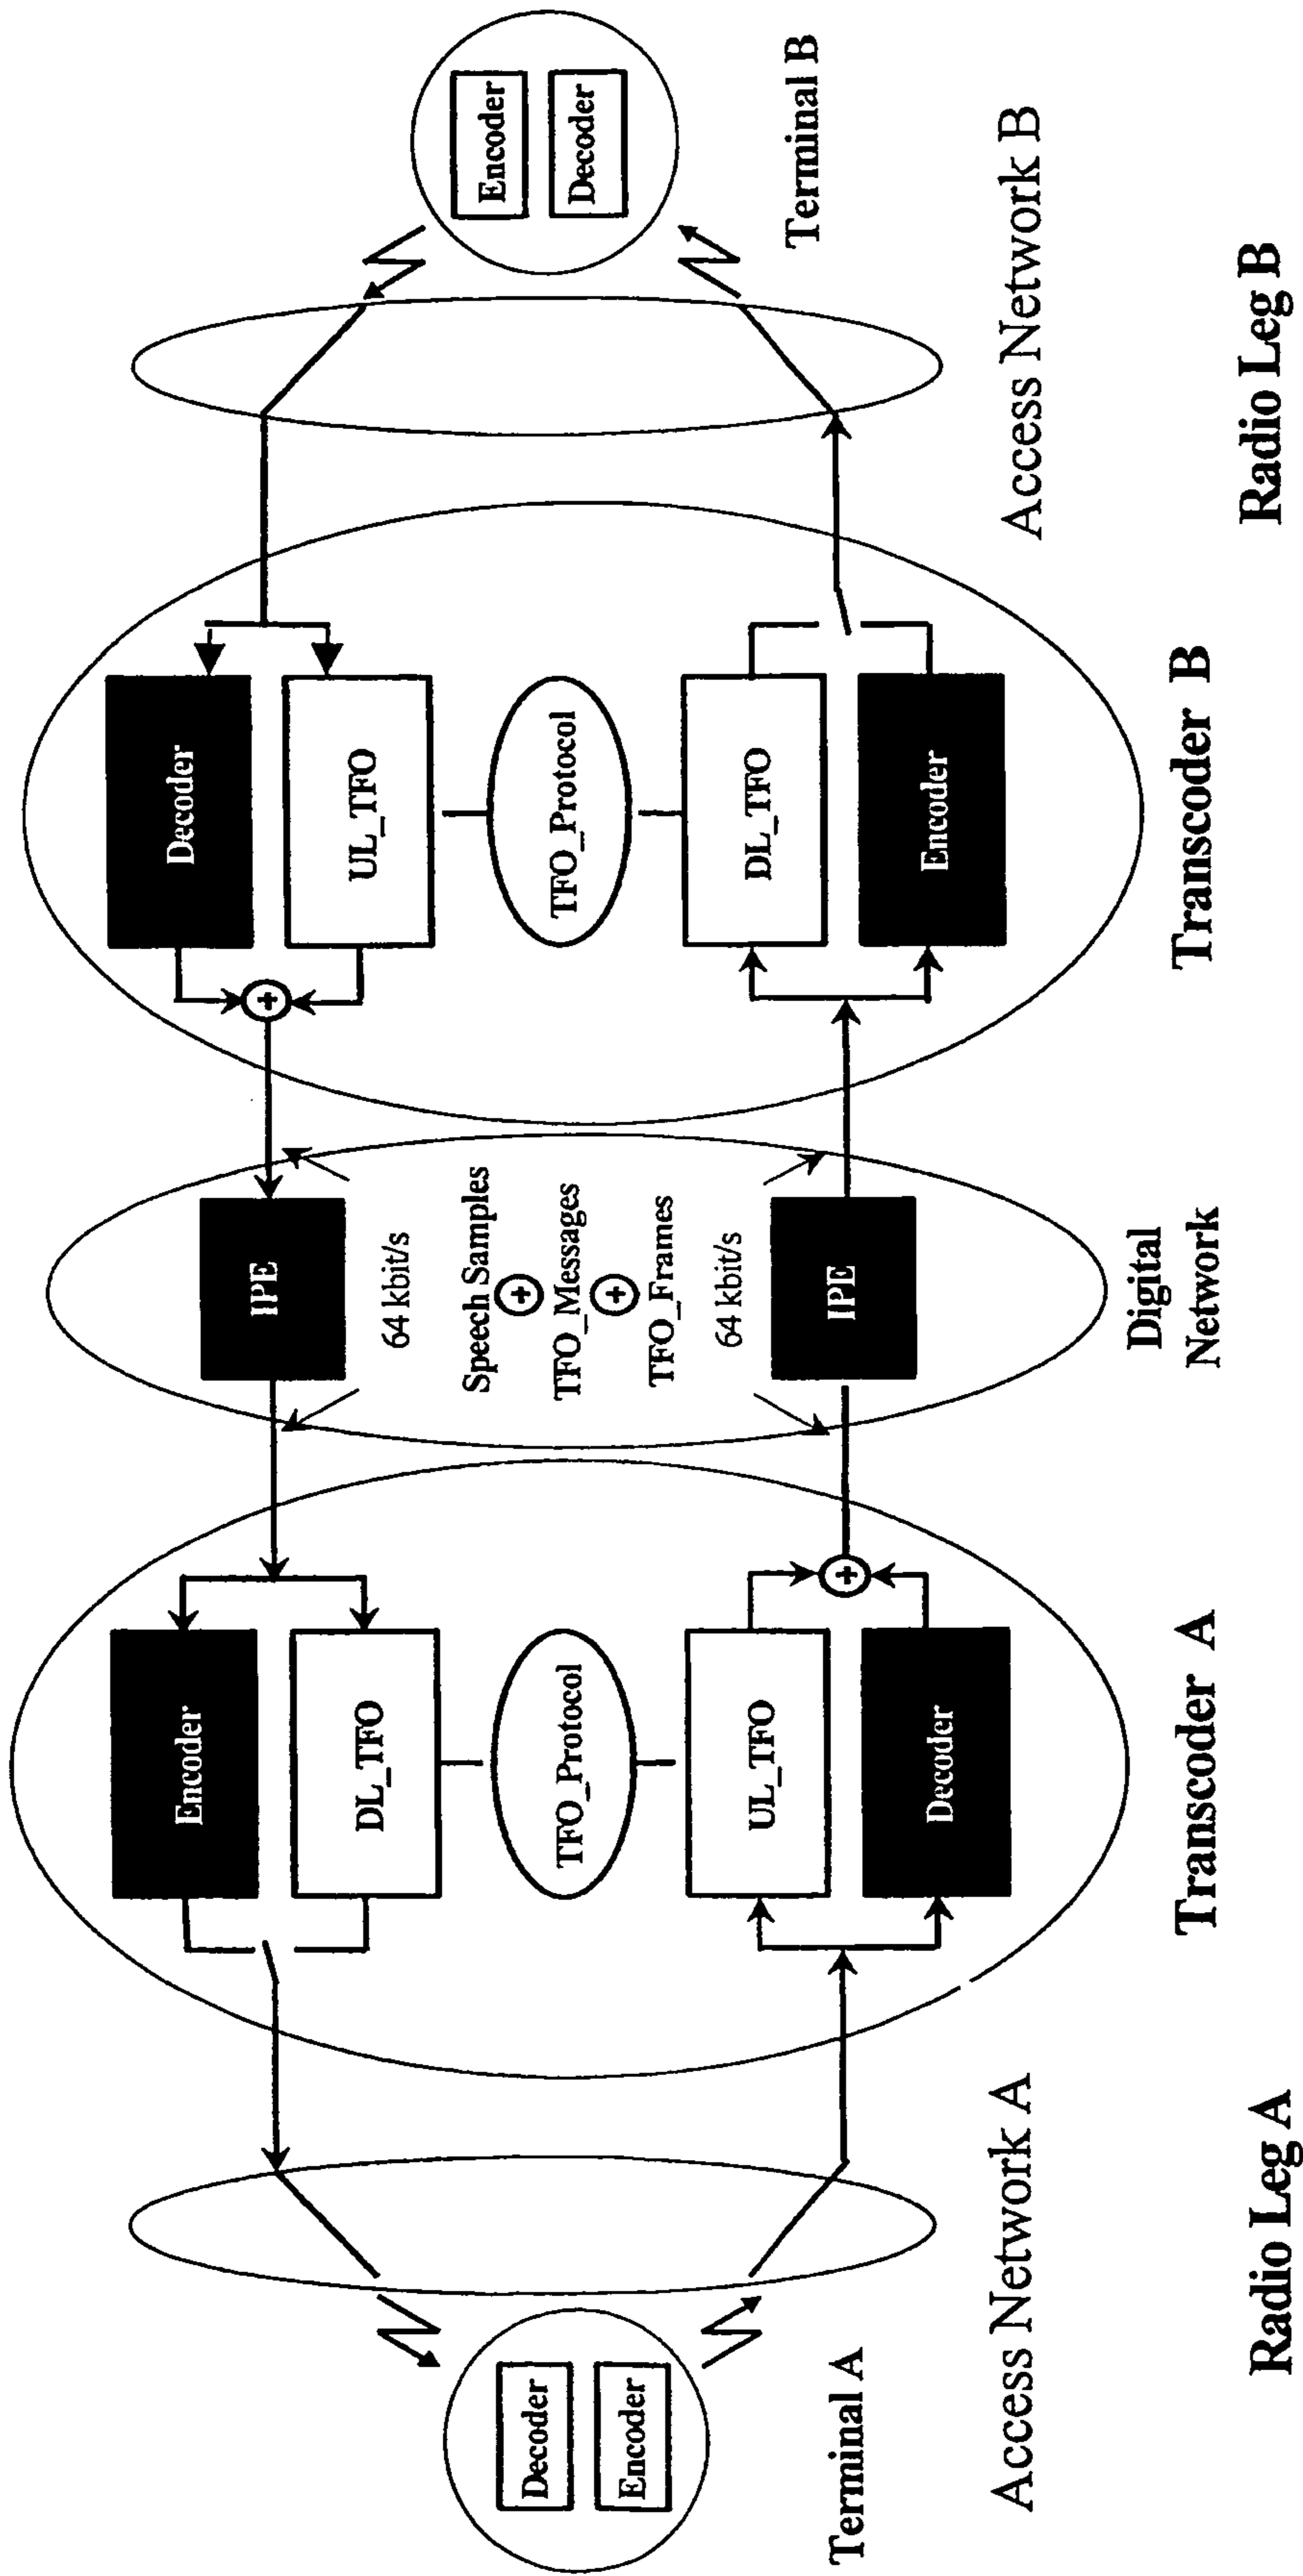 Decoder
Encoder
Terminal A
Access Network A
Radio Leg A
Encoder
DL_TFO
TFO_Protocol
UL_TFO
Decoder
Transcoder A
IPE
64 kbit/s
Speech Samples
+
TFO_Messages
+
TFO_Frames
64 kbit/s
IPE
+
Digital
Network
+
Decoder
UL_TFO
TFO_Protocol
DL_TFO
Encoder
Transcoder B
Encoder
Decoder
Terminal B
Access Network B
Radio Leg B